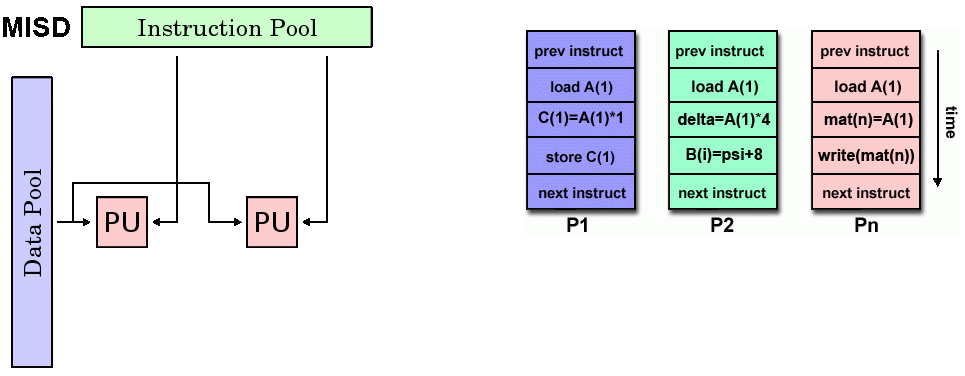 MISD
Instruction Pool
Data Pool
PU
PU
prev instruct
load A(1)
C(1)=A(1)*1
store C(1)
next instruct
P1
prev instruct
load A(1)
delta=A(1)*4
B(i)=psi+8
next instruct
P2
prev instruct
load A(1)
mat(n)=A(1)
write(mat(n))
next instruct
Pn
time